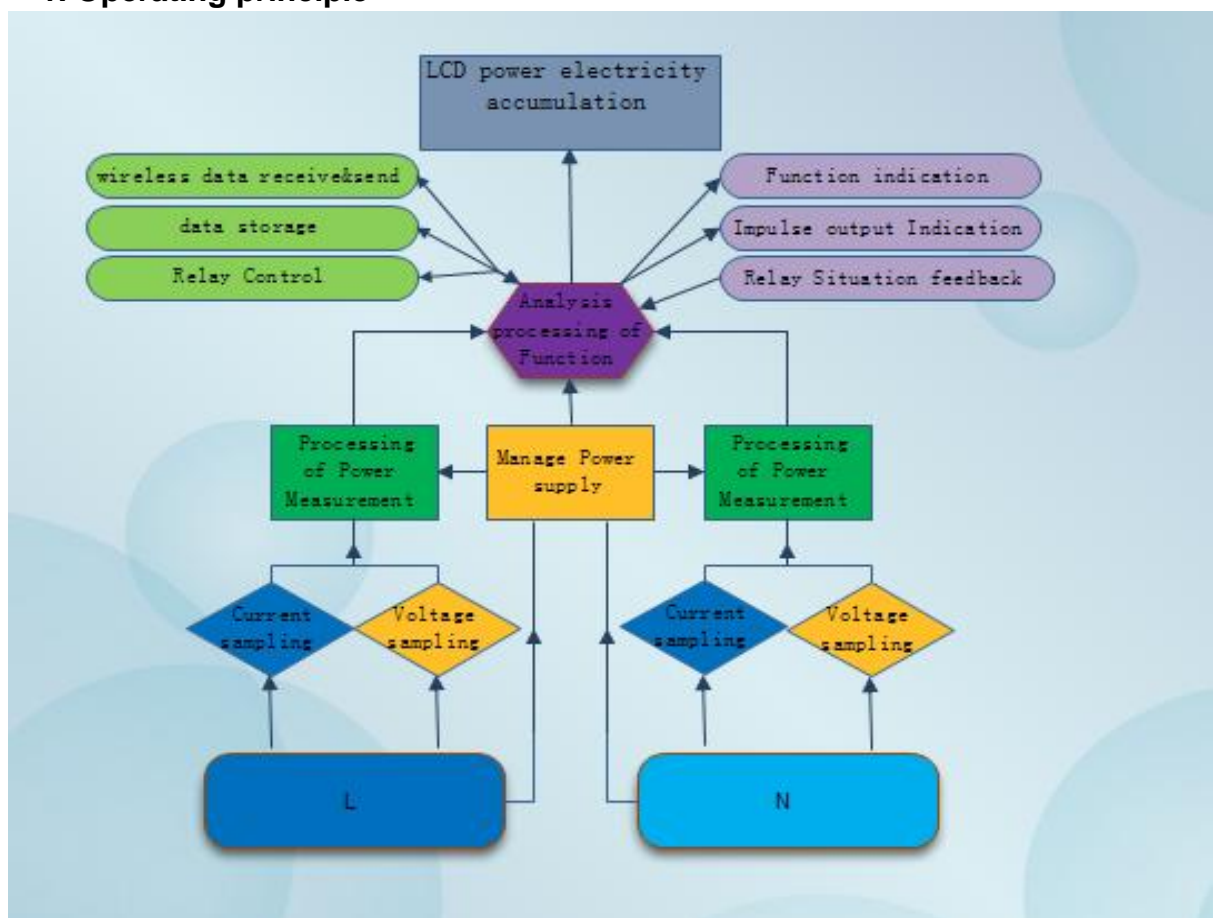 Operating principle
LCD power electricity
accumulation
wireless data receive&send
data storage
Relay Control
Function indication
Impulse output Indication
Relay Situation feedback
Analysis
processing of
Function
Processing
of Power
Measurement
Manage Power
supply
Processing
of Power
Measurement
Current
sampling
Voltage
sampling
Current
sampling
Voltage
sampling
L
N